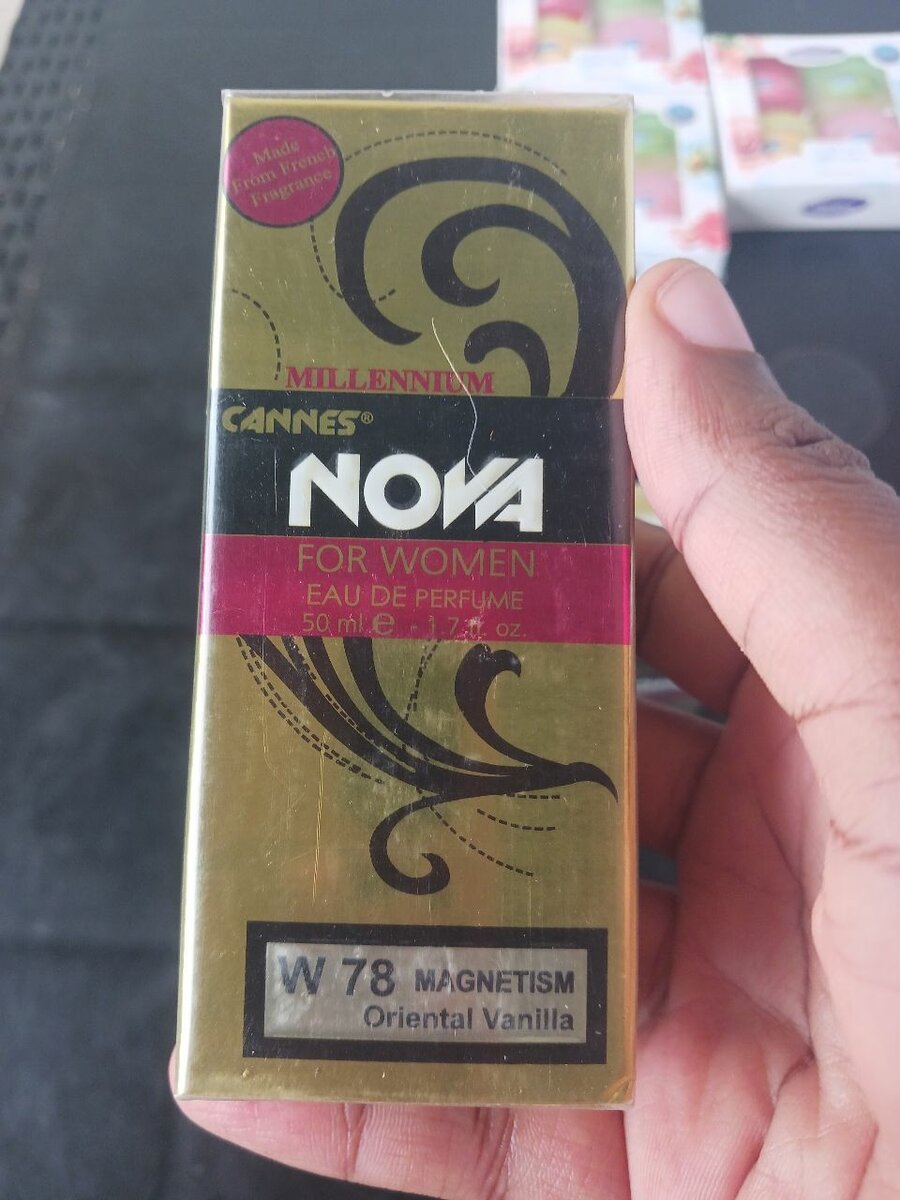 Made
From French
Fragrance
MILLENNIUM
CANNES®
NOVA
FOR WOMEN
EAU DE PERFUME
50 ml e - 1.7 fl. oz.
W 78 MAGNETISM
Oriental Vanilla